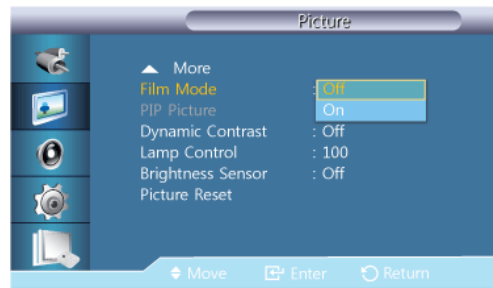 Picture
More
Film Mode : Off
PIP Picture On
Dynamic Contrast : Off
Lamp Control : 100
Brightness Sensor : Off
Picture Reset
Move Enter Return